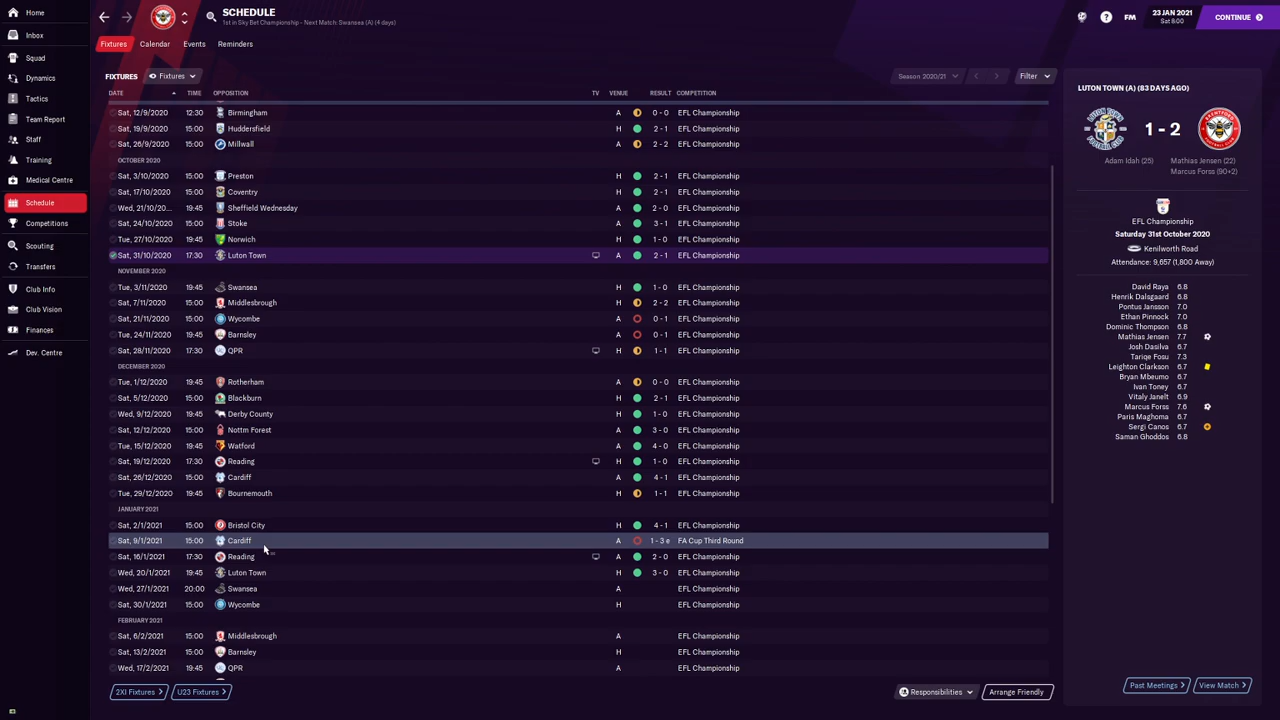 Home
Inbox
Squad
Dynamics
Tactics
Team Report
Staff
Training
Medical Centre
Schedule
Competitions
Scouting
Transfers
Club Info
Club Vision
Finances
Dev. Centre
SCHEDULE
1st in Sky Bet Championship - Next Match: Swansea (A) (4 days)
FM
23 JAN 2021
Sat 8:00
CONTINUE
Fixtures Calendar Events Reminders
FIXTURES Fixtures Season 2020/21 Filter
DATE TIME OPPOSITION TV VENUE RESULT COMPETITION
Sat, 12/9/2020 12:30 Birmingham A 0 - 0 EFL Championship
Sat, 19/9/2020 15:00 Huddersfield H 2 - 1 EFL Championship
Sat, 26/9/2020 15:00 Millwall A 2 - 2 EFL Championship
OCTOBER 2020
Sat, 3/10/2020 15:00 Preston H 2 - 1 EFL Championship
Sat, 17/10/2020 15:00 Coventry H 2 - 1 EFL Championship
Wed, 21/10/20... 15:00 Sheffield Wednesday A 2 - 0 EFL Championship
Sat, 24/10/2020 15:00 Stoke A 3 - 1 EFL Championship
Tue, 27/10/2020 19:45 Norwich H 1 - 0 EFL Championship
Sat, 31/10/2020 17:30 Luton Town A 2 - 1 EFL Championship
NOVEMBER 2020
Tue, 3/11/2020 19:45 Swansea H 1 - 0 EFL Championship
Sat, 7/11/2020 15:00 Middlesbrough H 2 - 2 EFL Championship
Sat, 21/11/2020 15:00 Wycombe A 0 - 1 EFL Championship
Tue, 24/11/2020 19:45 Barnsley A 0 - 1 EFL Championship
Sat, 28/11/2020 17:30 QPR H 1 - 1 EFL Championship
DECEMBER 2020
Tue, 1/12/2020 19:45 Rotherham A 0 - 0 EFL Championship
Sat, 5/12/2020 15:00 Blackburn H 2 - 1 EFL Championship
Wed, 9/12/2020 19:45 Derby County H 1 - 0 EFL Championship
Sat, 12/12/2020 15:00 Nottm Forest A 3 - 0 EFL Championship
Tue, 15/12/2020 19:45 Watford A 4 - 0 EFL Championship
Sat, 19/12/2020 17:30 Reading H 1 - 0 EFL Championship
Sat, 26/12/2020 15:00 Cardiff A 4 - 1 EFL Championship
Tue, 29/12/2020 19:45 Bournemouth H 1 - 1 EFL Championship
JANUARY 2021
Sat, 2/1/2021 15:00 Bristol City H 4 - 1 EFL Championship
Sat, 9/1/2021 15:00 Cardiff A 1 - 3 e FA Cup Third Round
Sat, 16/1/2021 17:30 Reading A 2 - 0 EFL Championship
Wed, 20/1/2021 19:45 Luton Town H 3 - 0 EFL Championship
Wed, 27/1/2021 20:00 Swansea A EFL Championship
Sat, 30/1/2021 15:00 Wycombe H EFL Championship
FEBRUARY 2021
Sat, 6/2/2021 15:00 Middlesbrough A EFL Championship
Sat, 13/2/2021 15:00 Barnsley H EFL Championship
Wed, 17/2/2021 19:45 QPR A EFL Championship
2XI Fixtures U23 Fixtures Responsibilities Arrange Friendly
LUTON TOWN (A) (83 DAYS AGO)
1 - 2
Adam Idah (25) Mathias Jensen (22)
Marcus Forss (90+2)
EFL Championship
Saturday 31st October 2020
Kenilworth Road
Attendance: 9,657 (1,800 Away)
David Raya 6.8
Henrik Dalsgaard 6.8
Pontus Jansson 7.0
Ethan Pinnock 7.0
Dominic Thompson 6.8
Mathias Jensen 7.7
Josh Dasilva 6.7
Tariqe Fosu 7.3
Leighton Clarkson 6.7
Bryan Mbeumo 6.7
Ivan Toney 6.7
Vitaly Janelt 6.9
Marcus Forss 7.6
Paris Maghoma 6.7
Sergi Canos 6.7
Saman Ghoddos 6.8
Past Meetings View Match